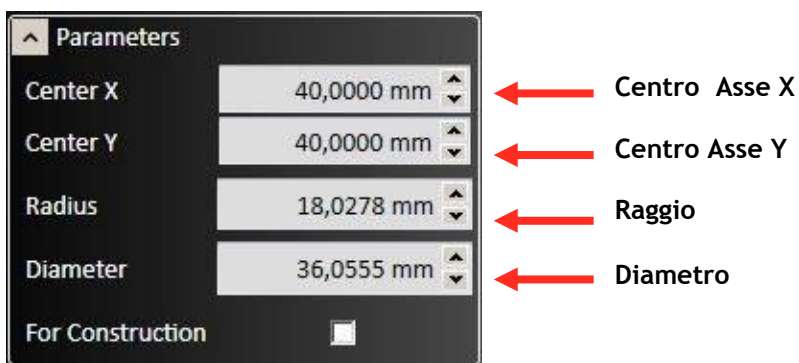 Parameters
Center X 40,0000 mm Centro Asse X
Center Y 40,0000 mm Centro Asse Y
Radius 18,0278 mm Raggio
Diameter 36,0555 mm Diametro
For Construction